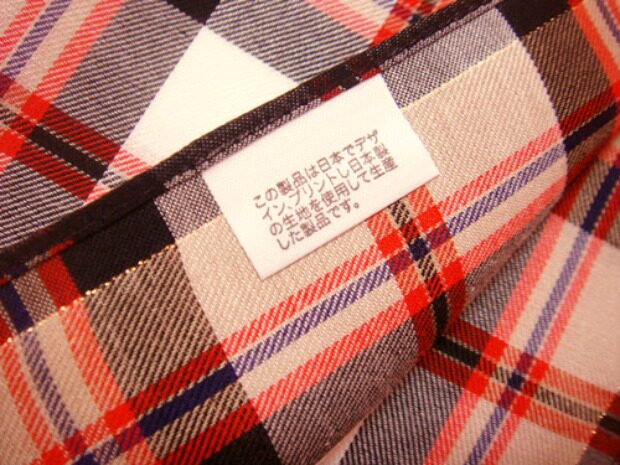 この製品は日本でデザ
イン・プリントし日本製
の生地を使用して生産
した製品です。